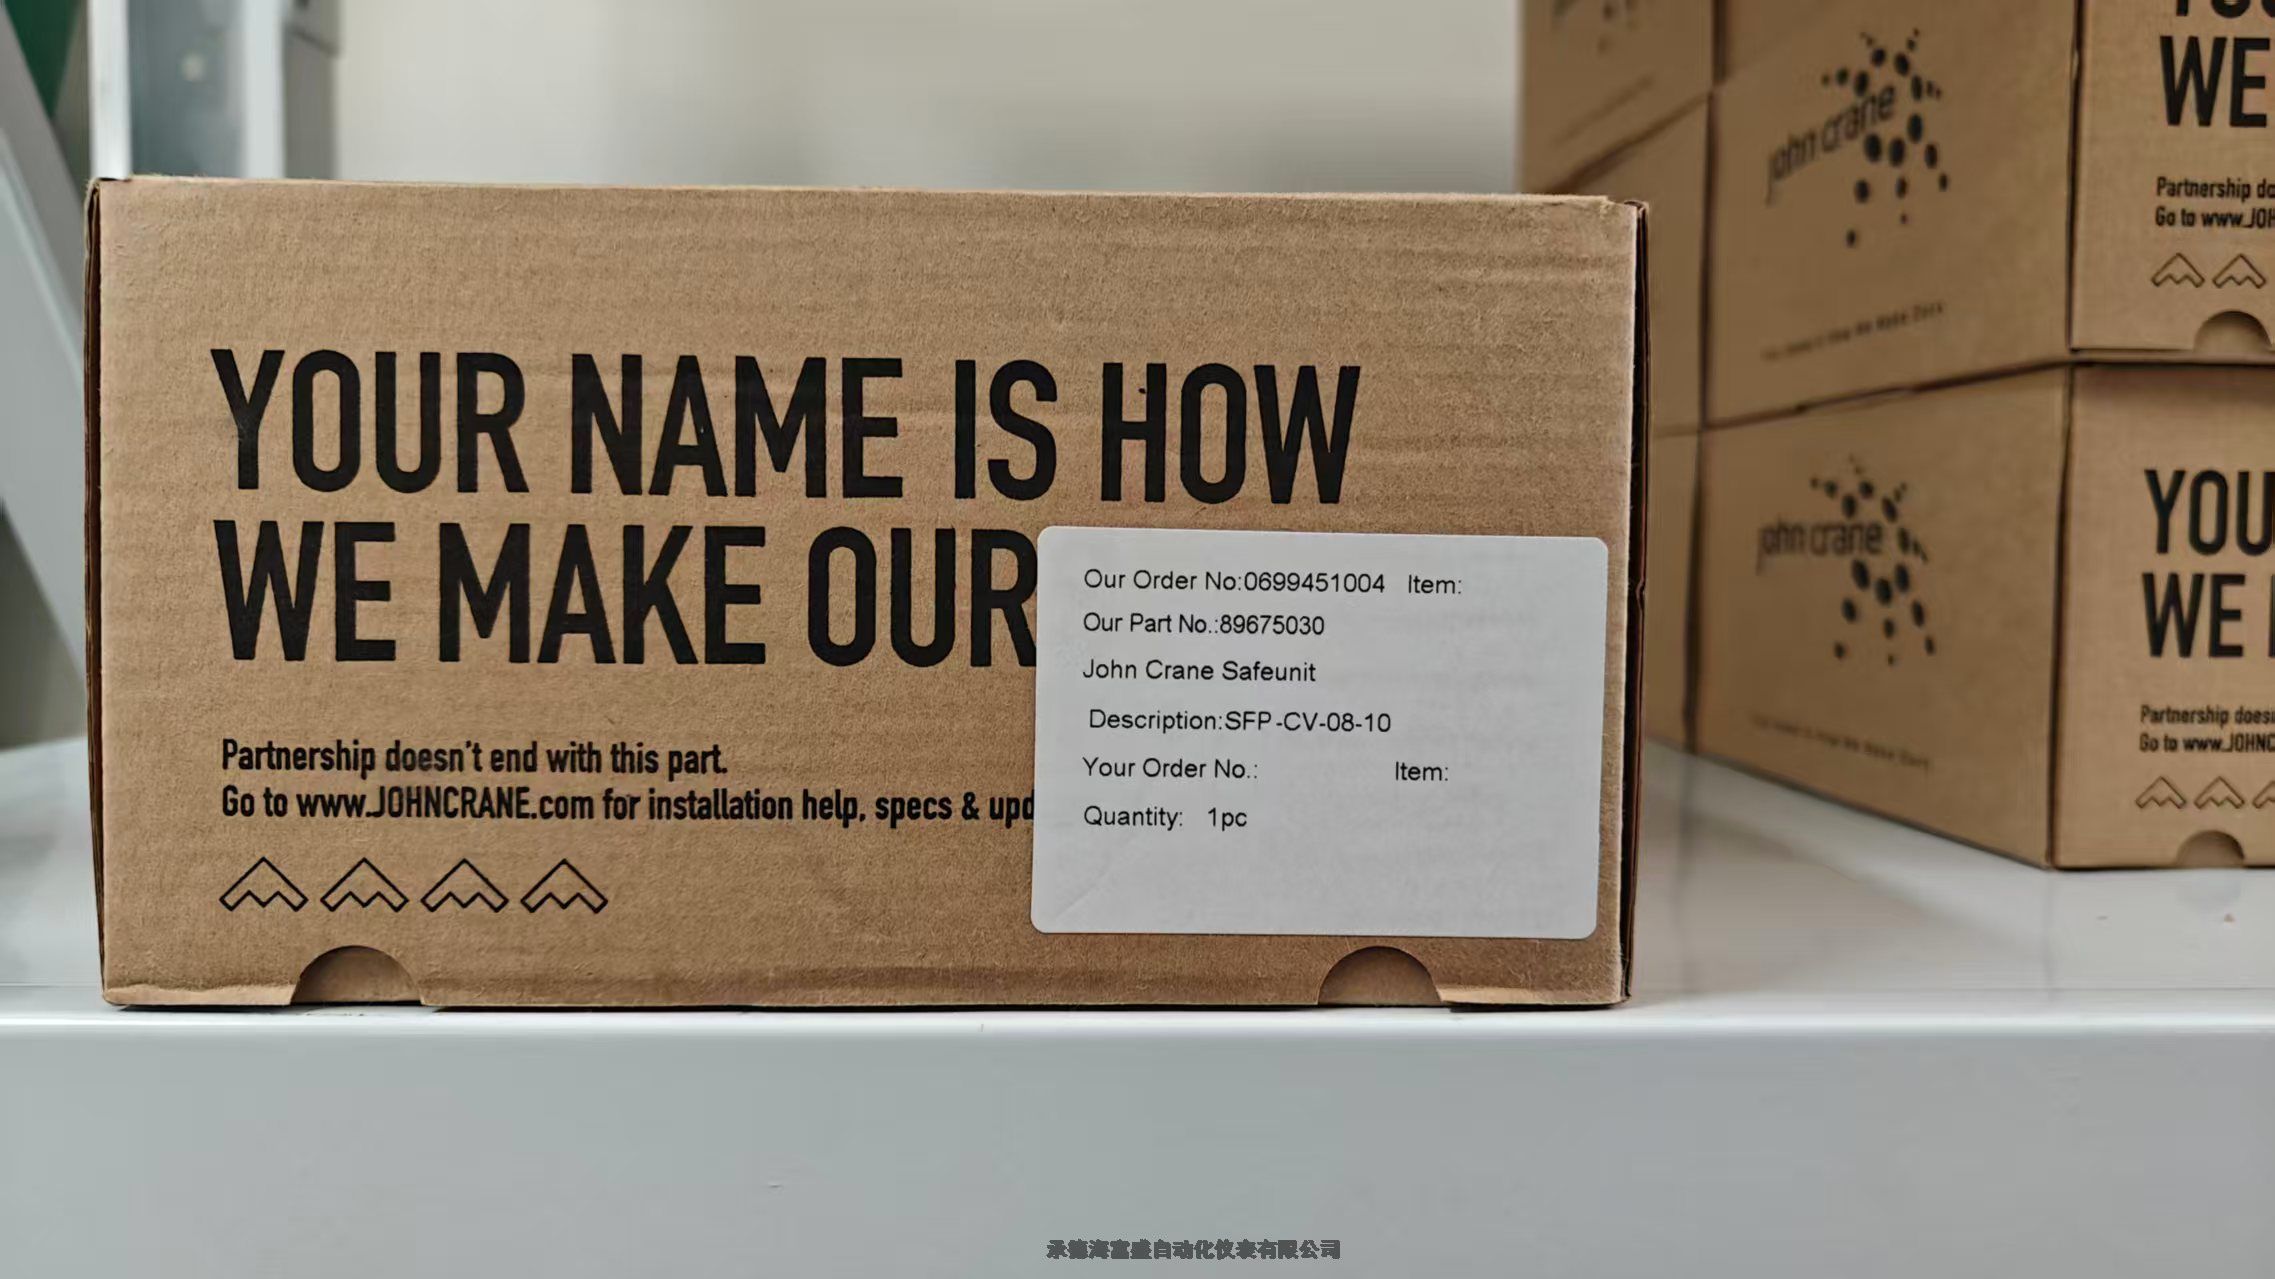 YOUR NAME IS HOW
WE MAKE OUR
Partnership doesn't end with this part.
Go to www.JOHNCRANE.com for installation help, specs & upd
Our Order No:0699451004 Item:
Our Part No.:89675030
John Crane Safeunit
Description:SFP-CV-08-10
Your Order No.: Item:
Quantity: 1pc
john crane
WE
Partnership do
Go to www.JOH
john crane
YOU
WE
Partnership does
Go to www.JOHNC
承德海富盛自动化仪表有限公司